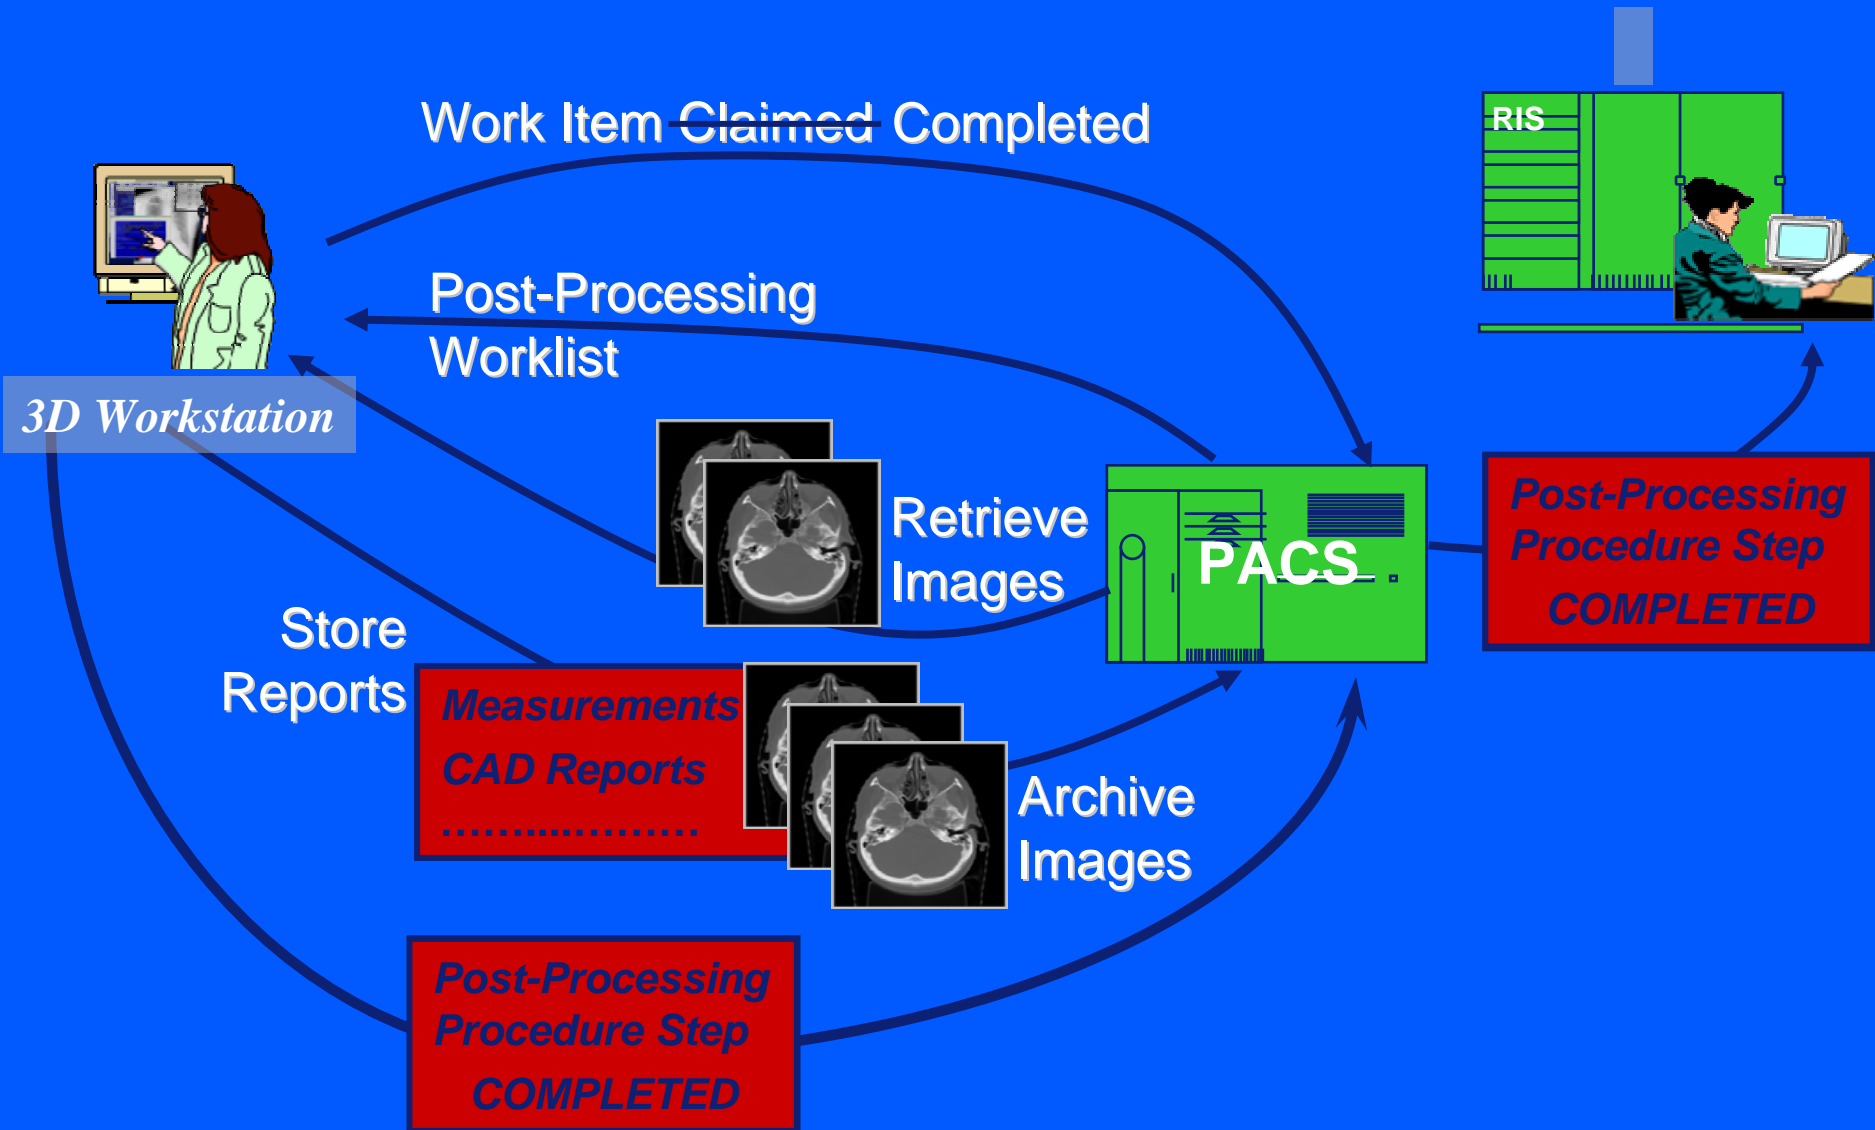 Work Item Claimed Completed
RIS
Post-Processing
Worklist
3D Workstation
Retrieve
Images
PACS
Post-Processing
Procedure Step
COMPLETED
Store
Reports
Measurements
CAD Reports
......................
Archive
Images
Post-Processing
Procedure Step
COMPLETED